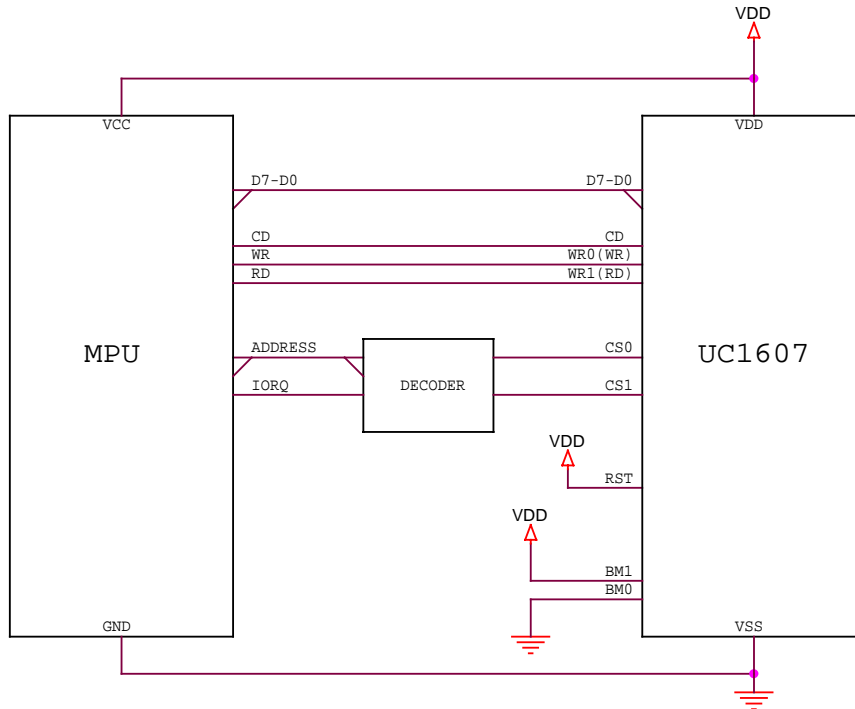 VDD
VCC VDD
D7-D0 D7-D0
CD CD
WR WR0(WR)
RD WR1(RD)
MPU ADDRESS CS0 UC1607
IORQ DECODER CS1
VDD
RST
VDD
BM1
BM0
GND VSS